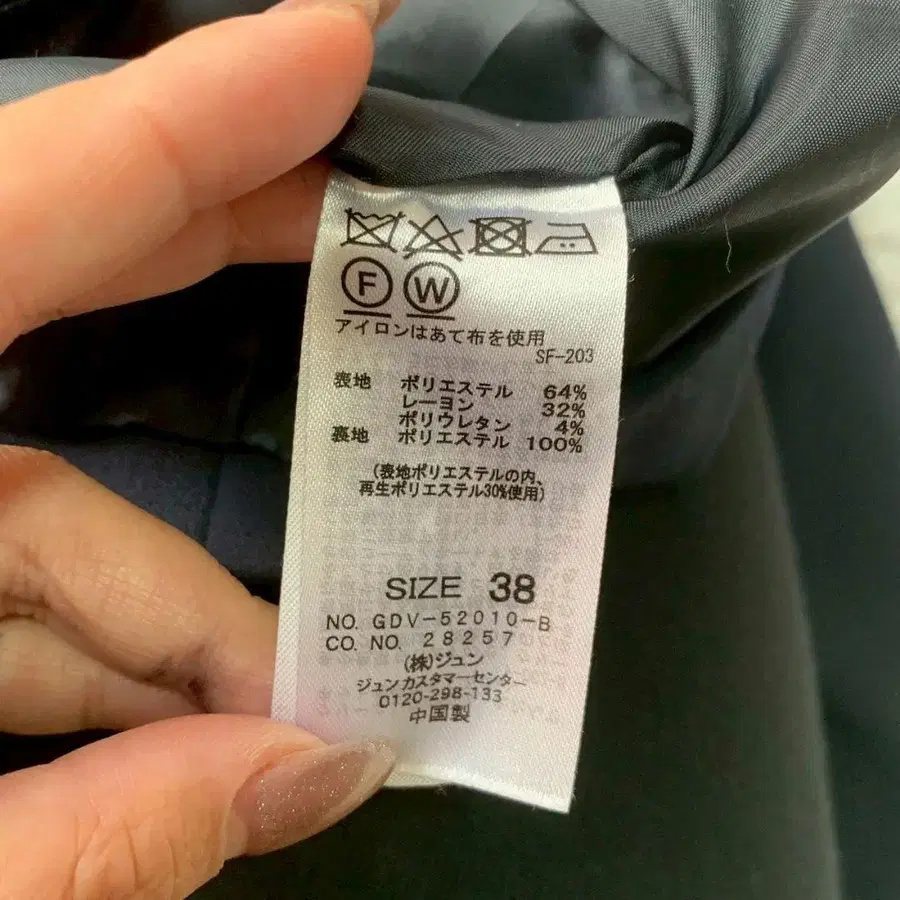 F W
アイロンはあて布を使用
SF-203
表地 ポリエステル 64%
レーヨン 32%
ポリウレタン 4%
裏地 ポリエステル 100%
(表地ポリエステルの内、
再生ポリエステル30%使用)
SIZE 38
NO. GDV-52010-B
CO. NO. 28257
(株)ジュン
ジュンカスタマーセンター
0120-298-133
中国製